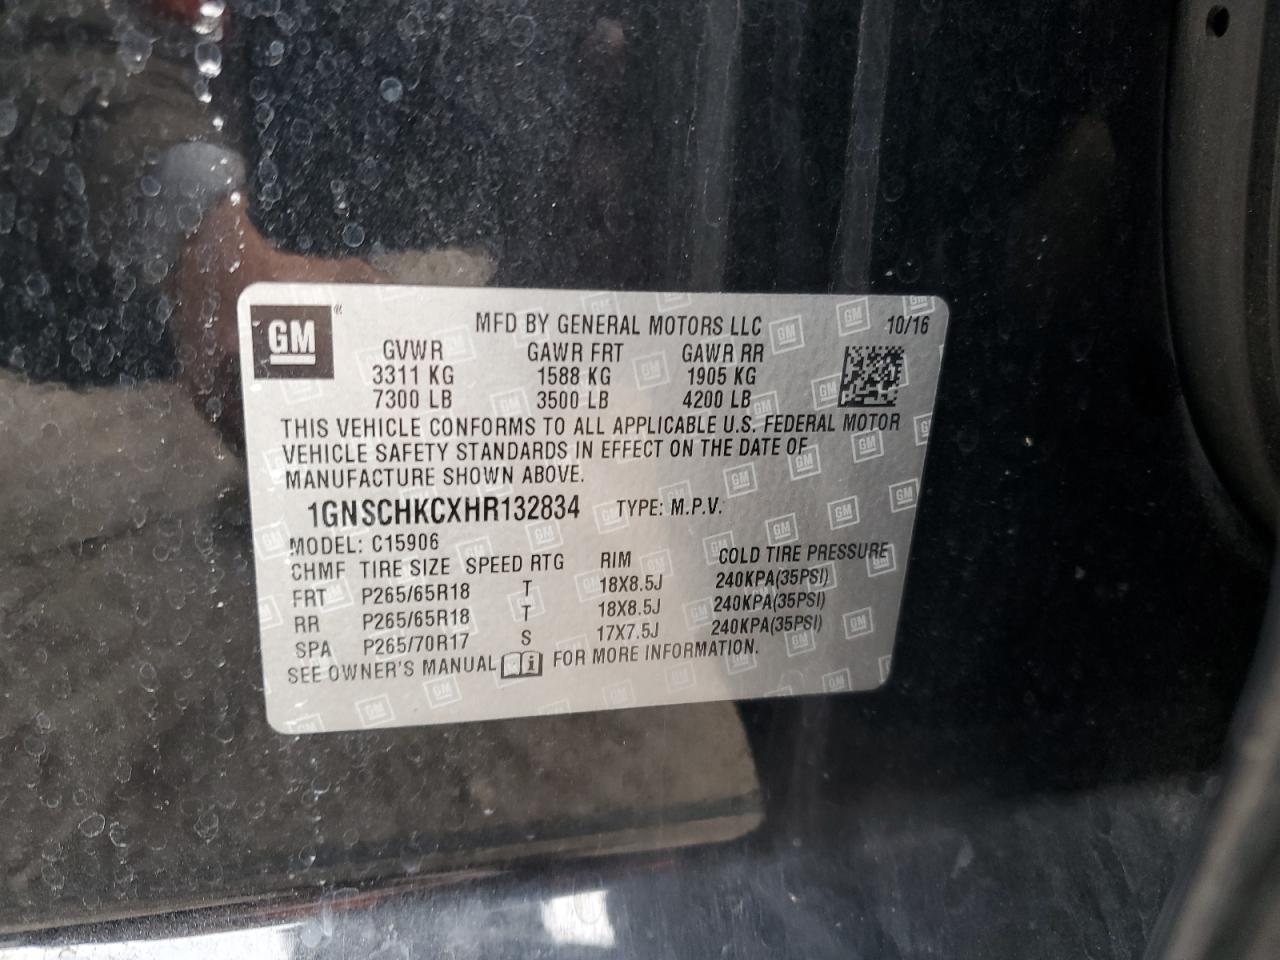 GM ®
MFD BY GENERAL MOTORS LLC 10/16
GVWR GAWR FRT GAWR RR
3311 KG 1588 KG 1905 KG
7300 LB 3500 LB 4200 LB
THIS VEHICLE CONFORMS TO ALL APPLICABLE U.S. FEDERAL MOTOR
VEHICLE SAFETY STANDARDS IN EFFECT ON THE DATE OF
MANUFACTURE SHOWN ABOVE.
1GNSCHKCXHR132834 TYPE: M.P.V.
MODEL: C15906
CHMF TIRE SIZE SPEED RTG RIM COLD TIRE PRESSURE
FRT P265/65R18 T 18X8.5J 240KPA(35PSI)
RR P265/65R18 T 18X8.5J 240KPA(35PSI)
SPA P265/70R17 S 17X7.5J 240KPA(35PSI)
SEE OWNER'S MANUAL i FOR MORE INFORMATION.